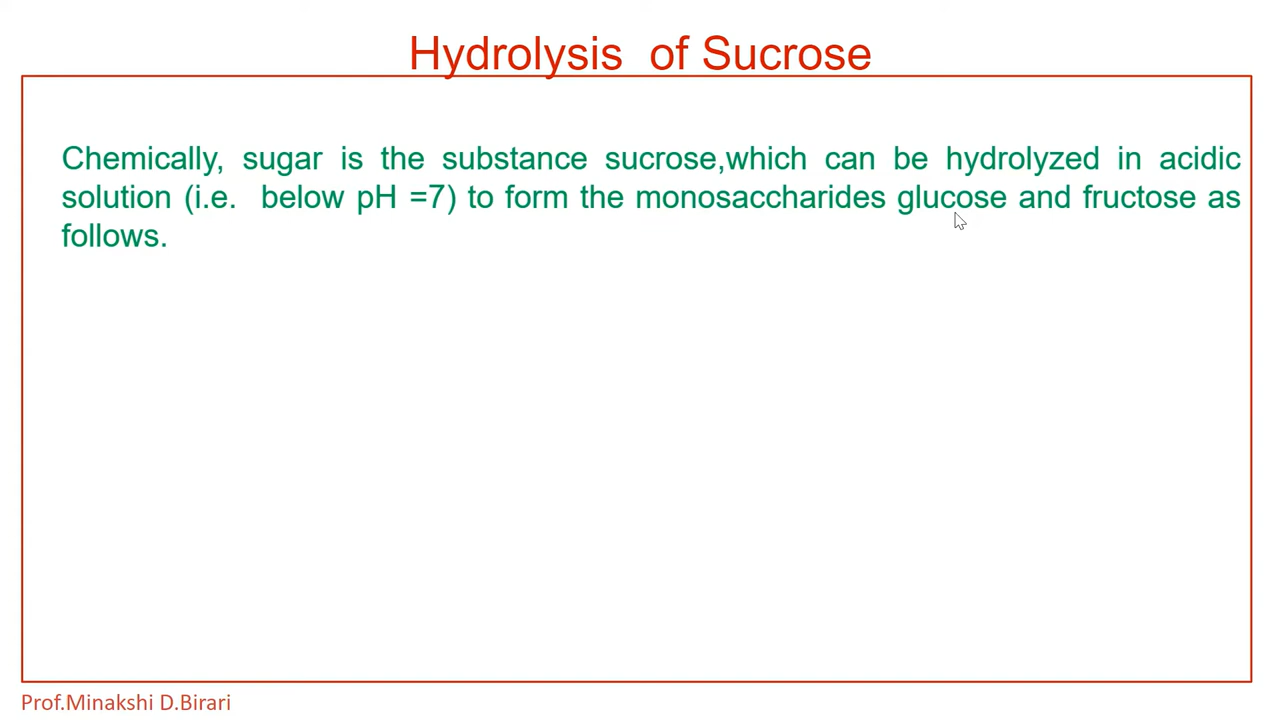 Hydrolysis of Sucrose
Chemically, sugar is the substance sucrose,which can be hydrolyzed in acidic
solution (i.e. below pH =7) to form the monosaccharides glucose and fructose as
follows.
Prof.Minakshi D.Birari